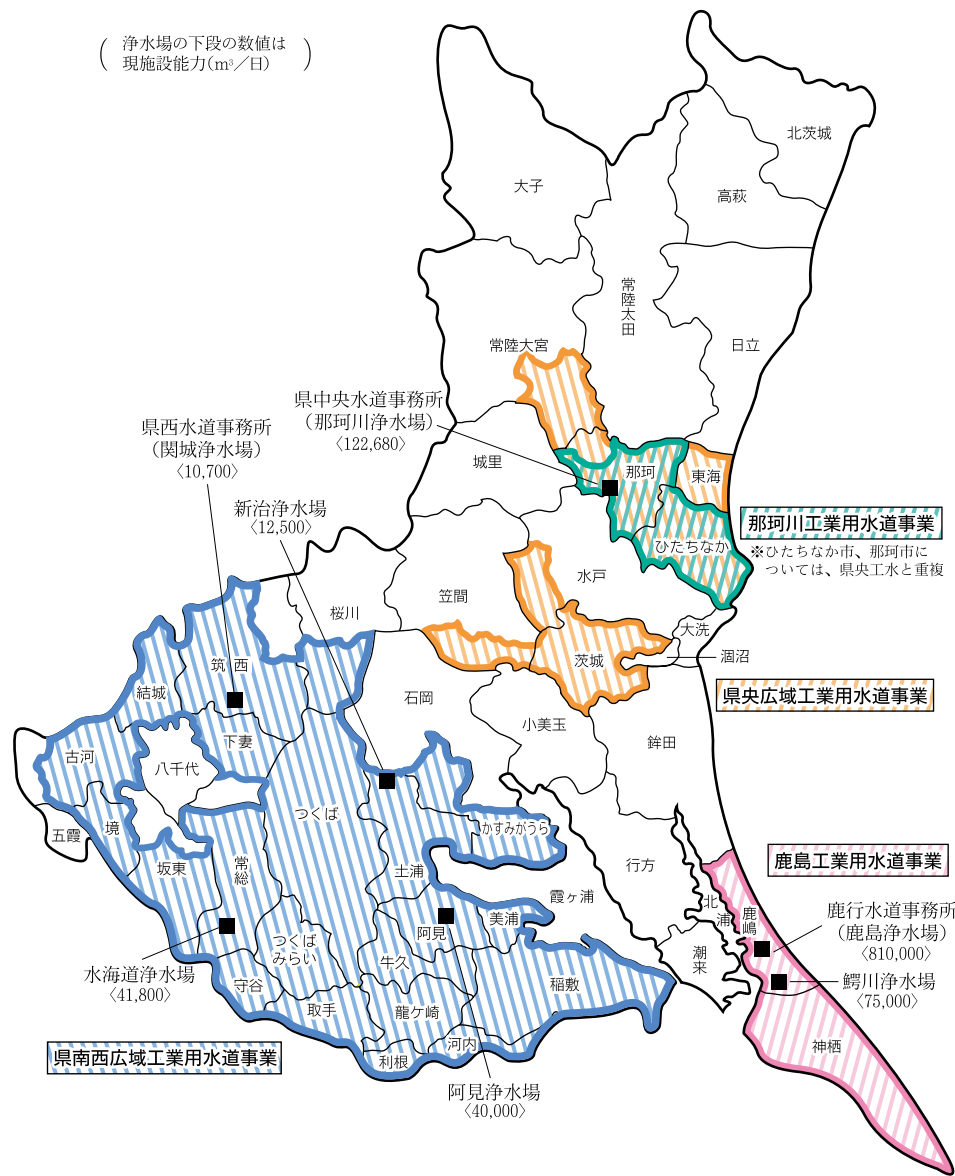 浄水場の下段の数値は
現施設能力(m³／日)
北茨城
大子
高萩
常陸太田
常陸大宮
日立
県中央水道事務所
(那珂川浄水場)
〈122,680〉
県西水道事務所
(関城浄水場)
〈10,700〉
城里
那珂
東海
新治浄水場
〈12,500〉
那珂川工業用水道事業
ひたちなか
※ひたちなか市、那珂市に
ついては、県央工水と重複
水戸
笠間
桜川
大洗
涸沼
茨城
筑西
結城
石岡
県央広域工業用水道事業
小美玉
下妻
鉾田
古河
八千代
つくば
かすみがうら
五霞
境
坂東
常総
土浦
行方
鹿島工業用水道事業
霞ヶ浦
北浦
鹿嶋
鹿行水道事務所
(鹿島浄水場)
〈810,000〉
美浦
阿見
つくば
みらい
牛久
潮来
水海道浄水場
〈41,800〉
鰐川浄水場
〈75,000〉
守谷
取手
龍ケ崎
稲敷
神栖
県南西広域工業用水道事業
利根
河内
阿見浄水場
〈40,000〉